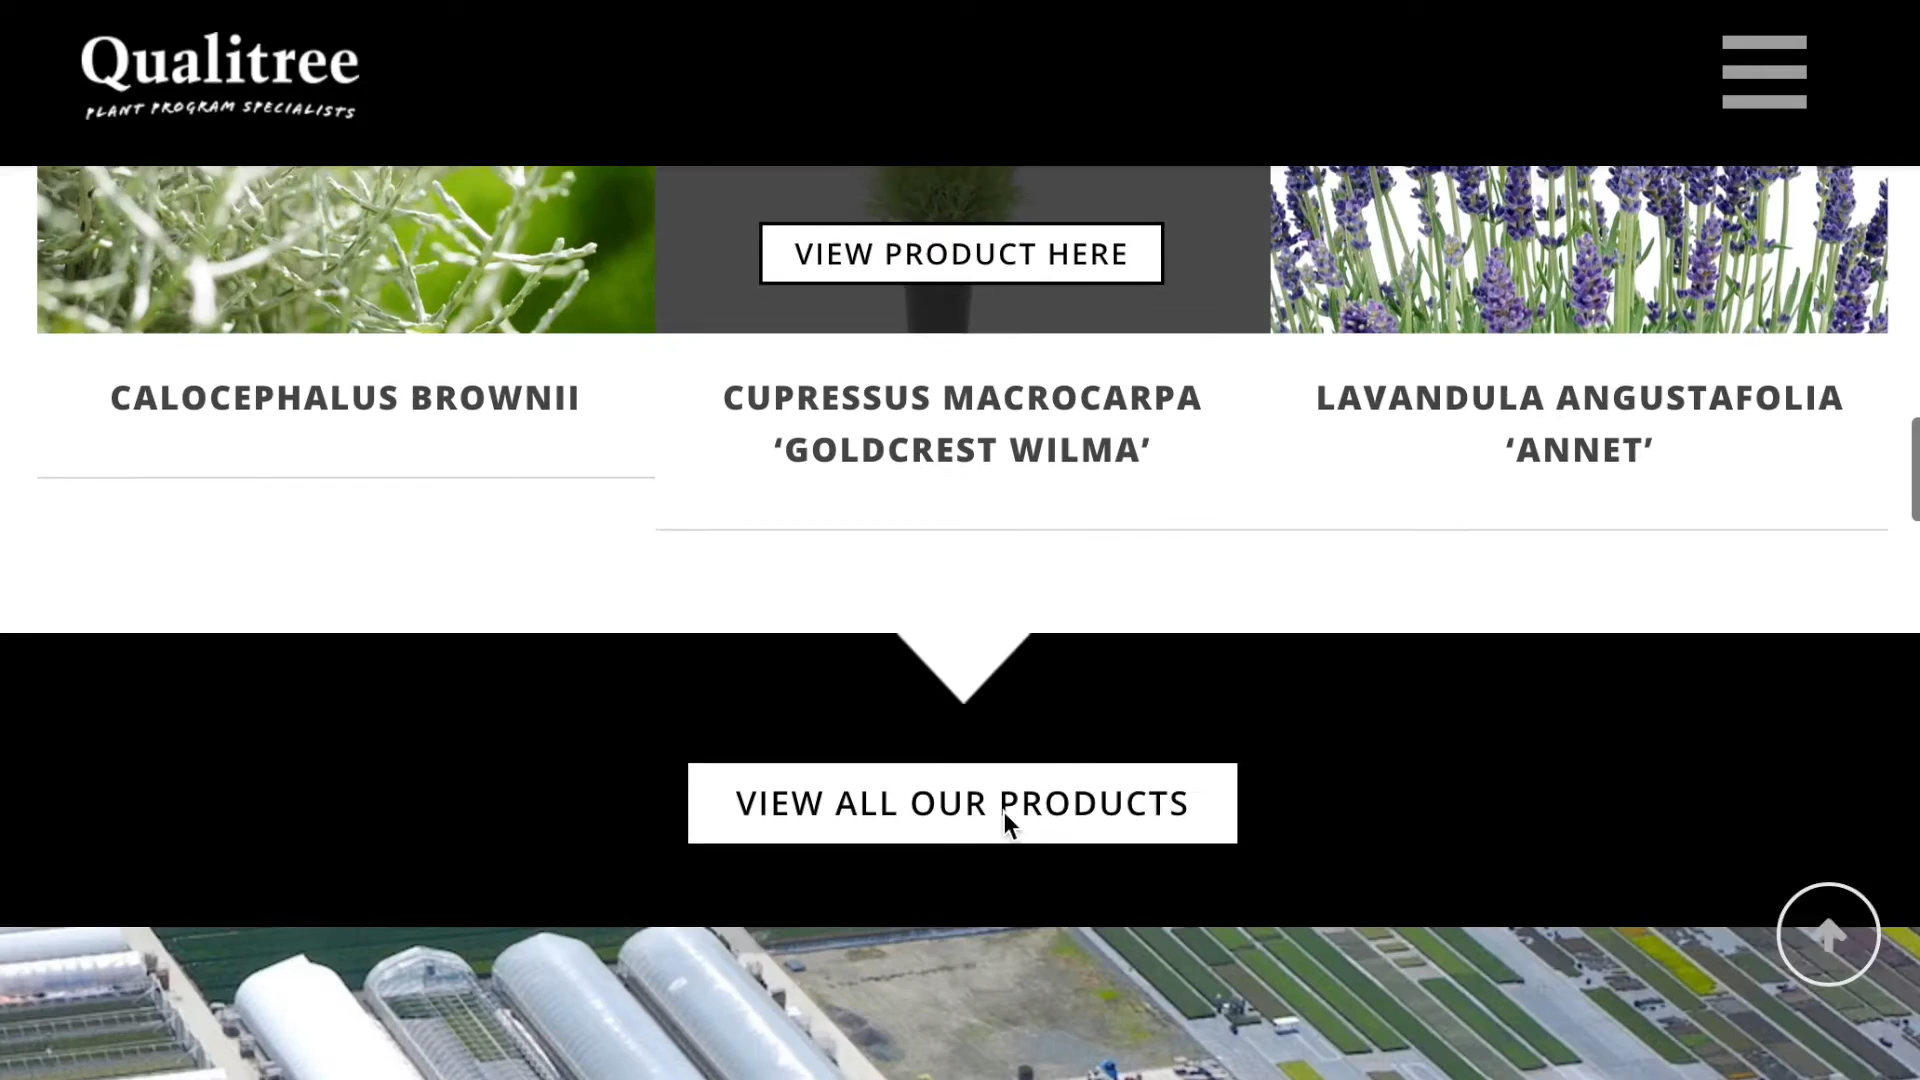 Qualitree
PLANT PROGRAM SPECIALISTS
VIEW PRODUCT HERE
CALOCEPHALUS BROWNII
CUPRESSUS MACROCARPA
‘GOLDCREST WILMA’
LAVANDULA ANGUSTAFOLIA
‘ANNET’
VIEW ALL OUR PRODUCTS